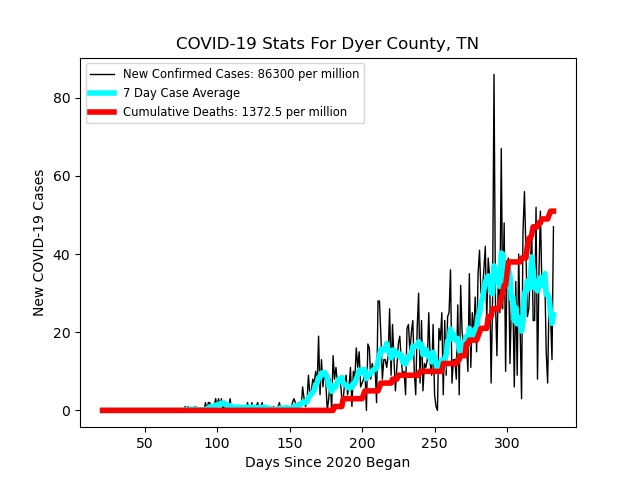 COVID-19 Stats For Dyer County, TN
New Confirmed Cases: 86300 per million
7 Day Case Average
Cumulative Deaths: 1372.5 per million
New COVID-19 Cases
80
60
40
20
0
50 100 150 200 250 300
Days Since 2020 Began